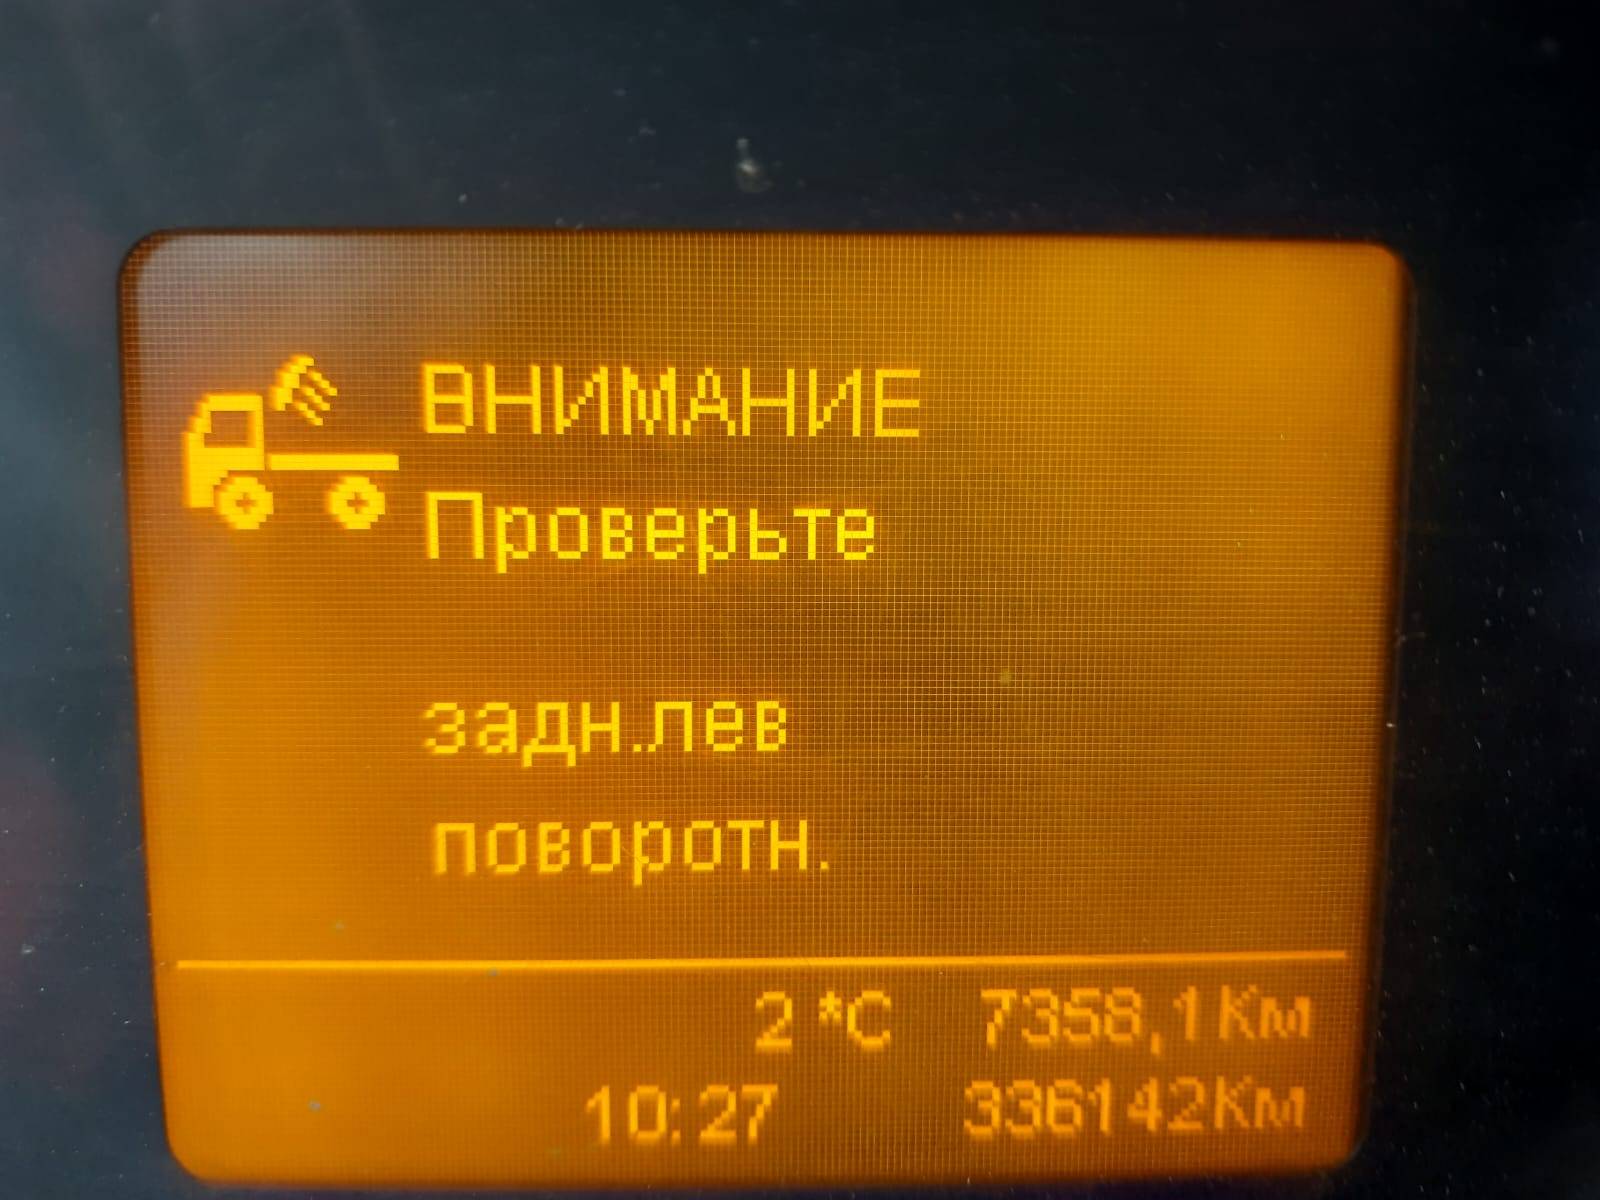 ВНИМАНИЕ
Проверьте
задн.лев
поворотн.
2 *C 7358,1Км
10:27 336142Км